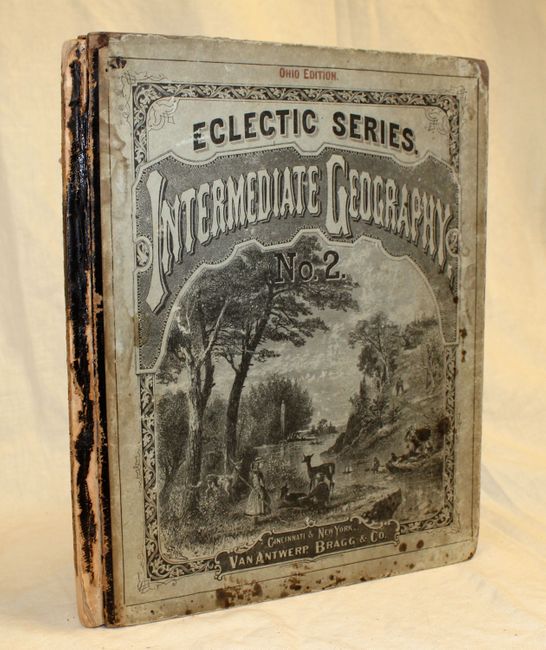 OHIO EDITION.
ECLECTIC SERIES.
INTERMEDIATE GEOGRAPHY.
No. 2.
CINCINNATI & NEW YORK.
VAN ANTWERP, BRAGG & CO.